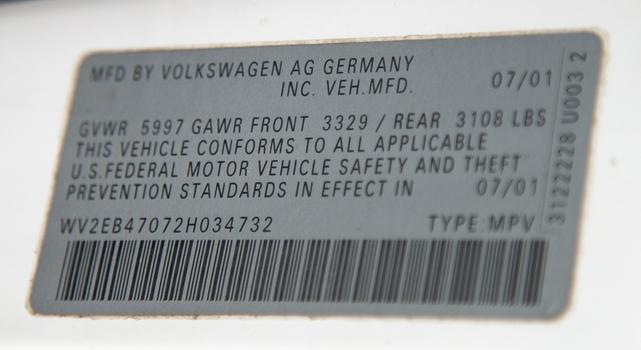 MFD BY VOLKSWAGEN AG GERMANY
INC. VEH.MFD. 07/01
GVWR 5997 GAWR FRONT 3329 / REAR 3108 LBS
THIS VEHICLE CONFORMS TO ALL APPLICABLE
U.S.FEDERAL MOTOR VEHICLE SAFETY AND THEFT
PREVENTION STANDARDS IN EFFECT IN 07/01
WV2EB47072H034732 TYPE:MPV
31222228 U003 2